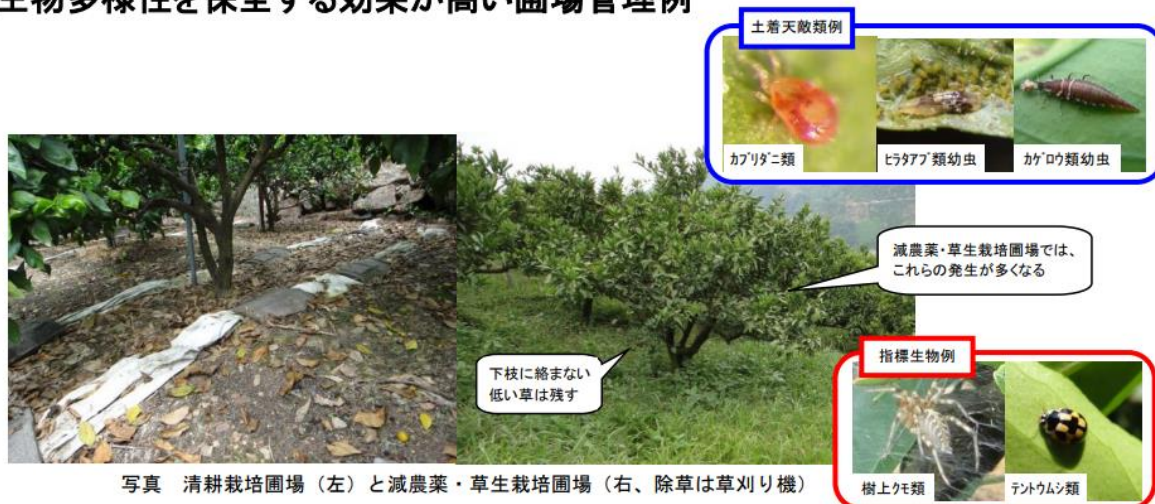 生物多様性を保全する効果が高い圃場管理例
土着天敵類例
カブリダニ類
ヒラタアブ類幼虫
カゲロウ類幼虫
減農薬・草生栽培圃場では、
これらの発生が多くなる
下枝に絡まない
低い草は残す
指標生物例
樹上クモ類
テントウムシ類
写真　清耕栽培圃場（左）と減農薬・草生栽培圃場（右、除草は草刈り機）